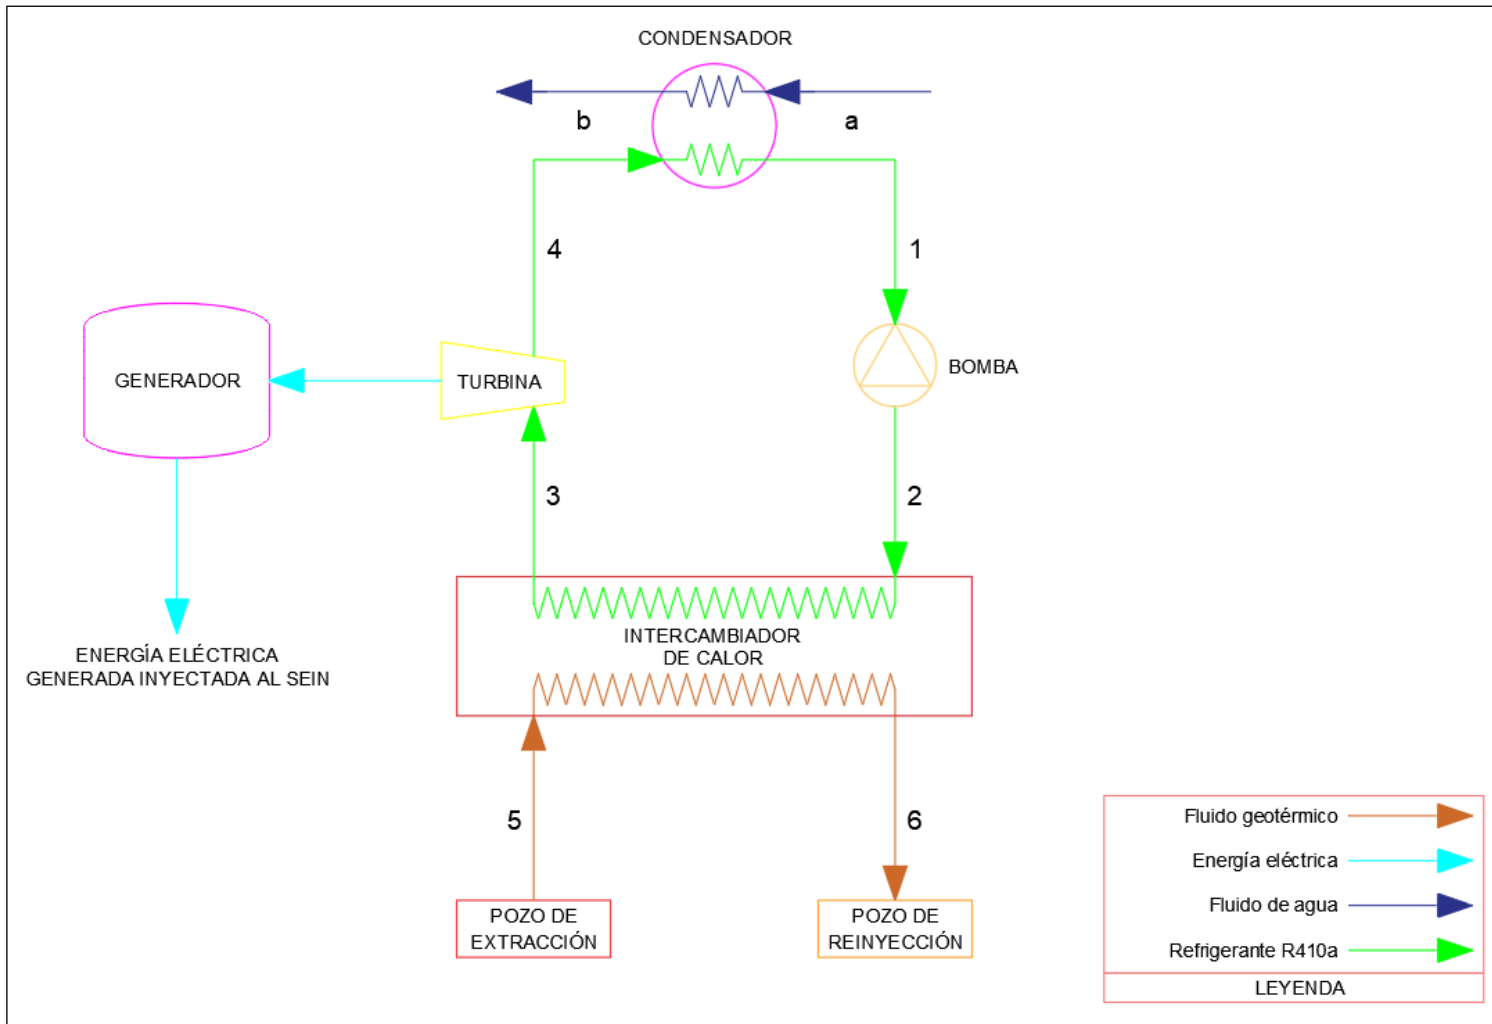 CONDENSADOR
b
a
4
1
GENERADOR
TURBINA
BOMBA
3
2
ENERGÍA ELÉCTRICA
GENERADA INYECTADA AL SEIN
INTERCAMBIADOR
DE CALOR
5
6
POZO DE
EXTRACCIÓN
POZO DE
REINYECCIÓN
Fluido geotérmico
Energía eléctrica
Fluido de agua
Refrigerante R410a
LEYENDA